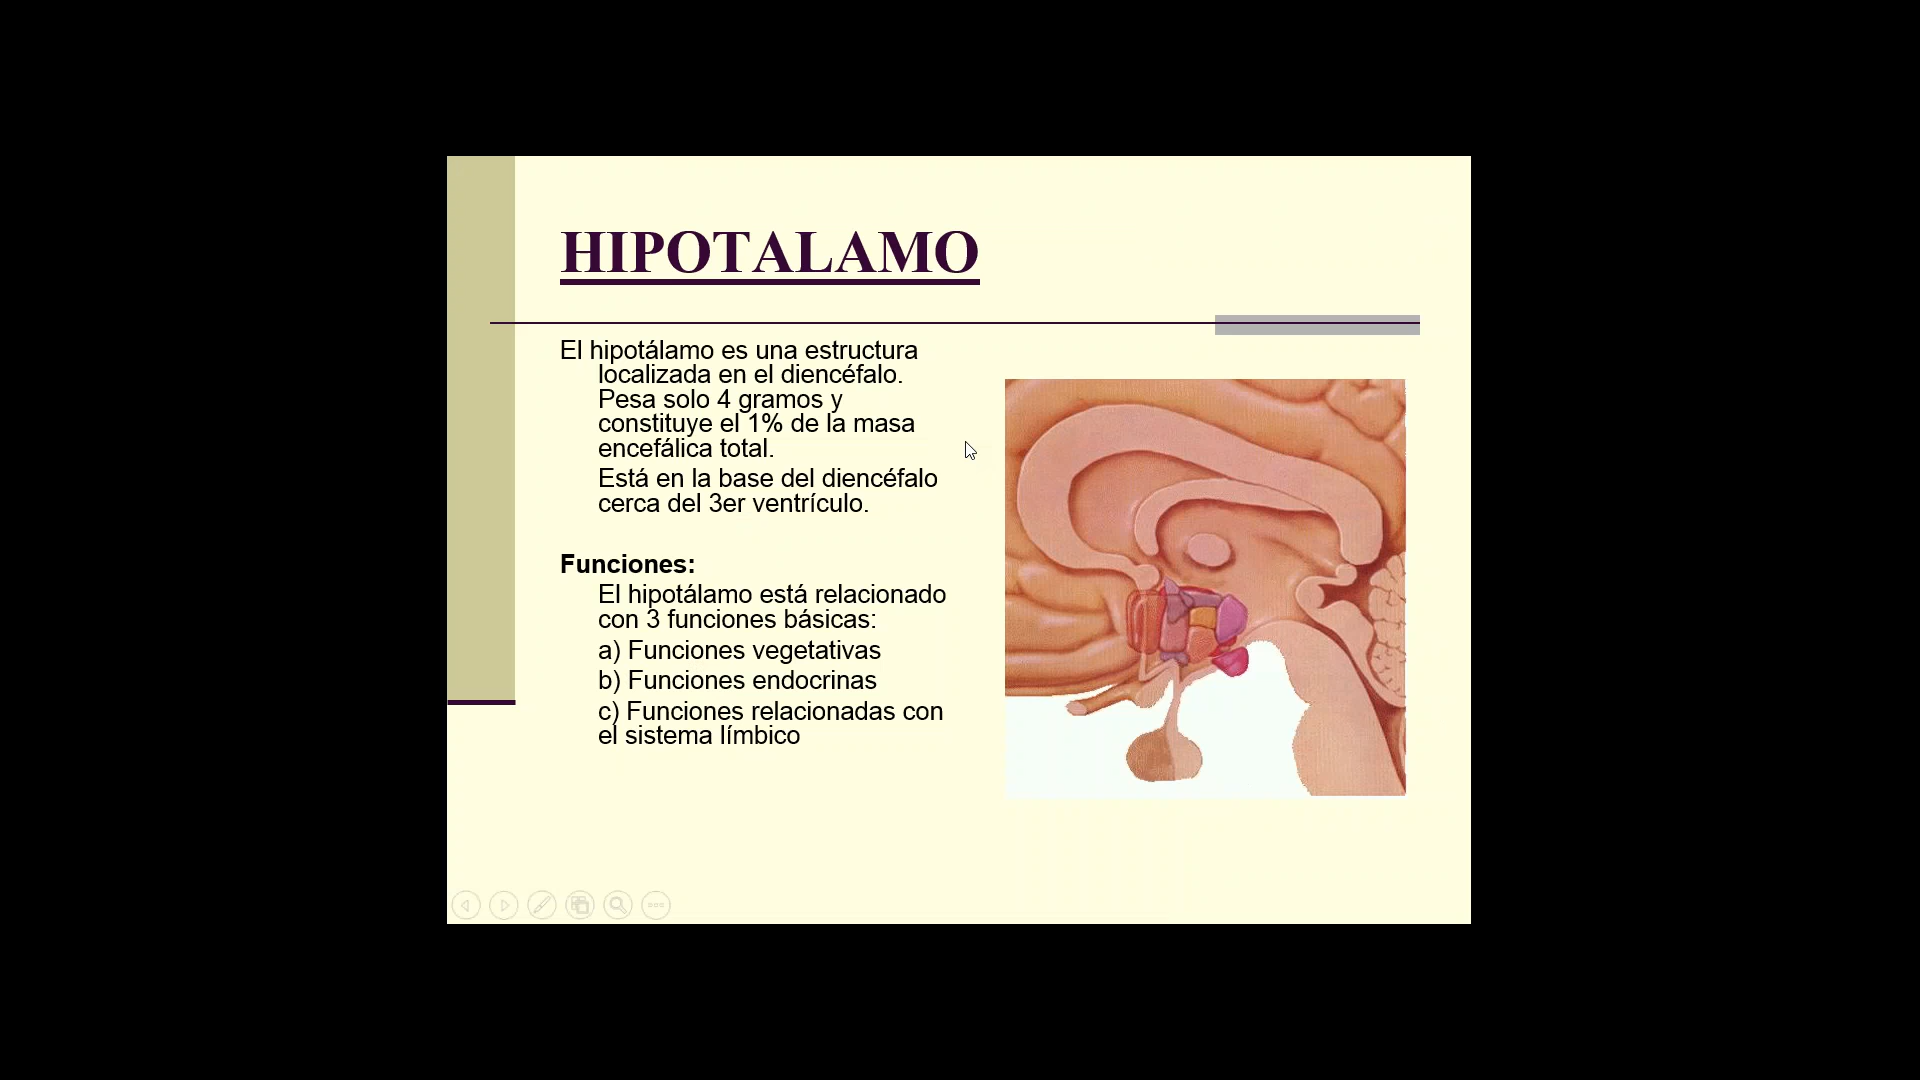 HIPOTALAMO
El hipotálamo es una estructura
localizada en el diencéfalo.
Pesa solo 4 gramos y
constituye el 1% de la masa
encefálica total.
Está en la base del diencéfalo
cerca del 3er ventrículo.
Funciones:
El hipotálamo está relacionado
con 3 funciones básicas:
a) Funciones vegetativas
b) Funciones endocrinas
c) Funciones relacionadas con
el sistema límbico